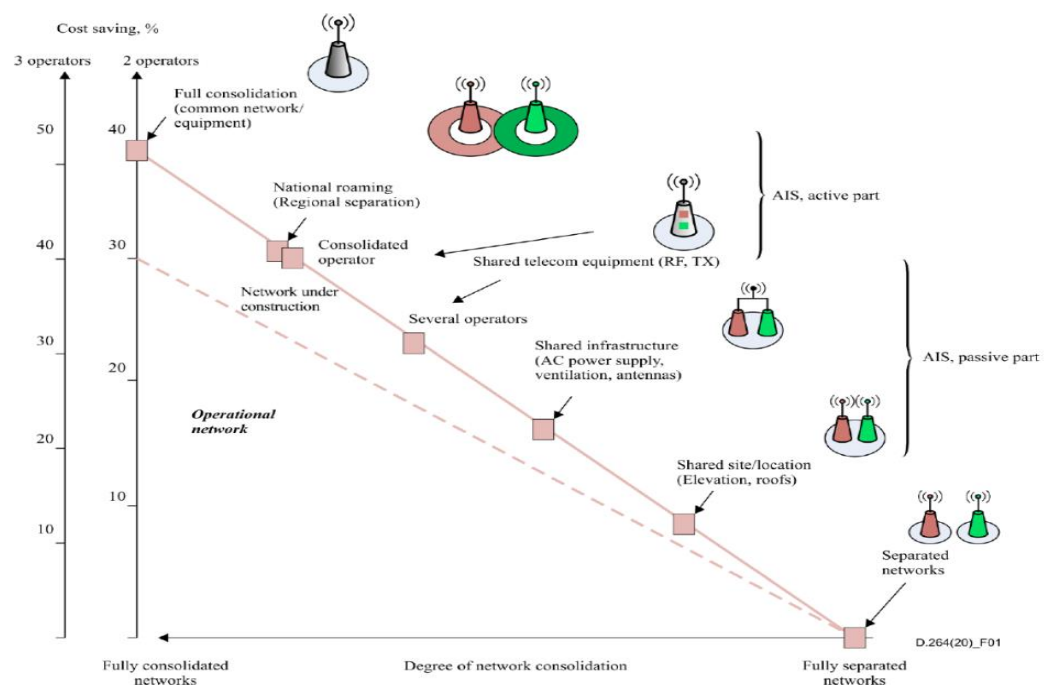 Cost saving, %
3 operators
2 operators
Full consolidation
(common network/
equipment)
50
40
National roaming
(Regional separation)
AIS, active part
Consolidated
operator
40
30
Shared telecom equipment (RF, TX)
Network under
construction
Several operators
30
Shared infrastructure
(AC power supply,
ventilation, antennas)
AIS, passive part
20
Operational
network
20
Shared site/location
(Elevation, roofs)
10
10
Separated
networks
D.264(20)_F01
Fully consolidated
networks
Degree of network consolidation
Fully separated
networks